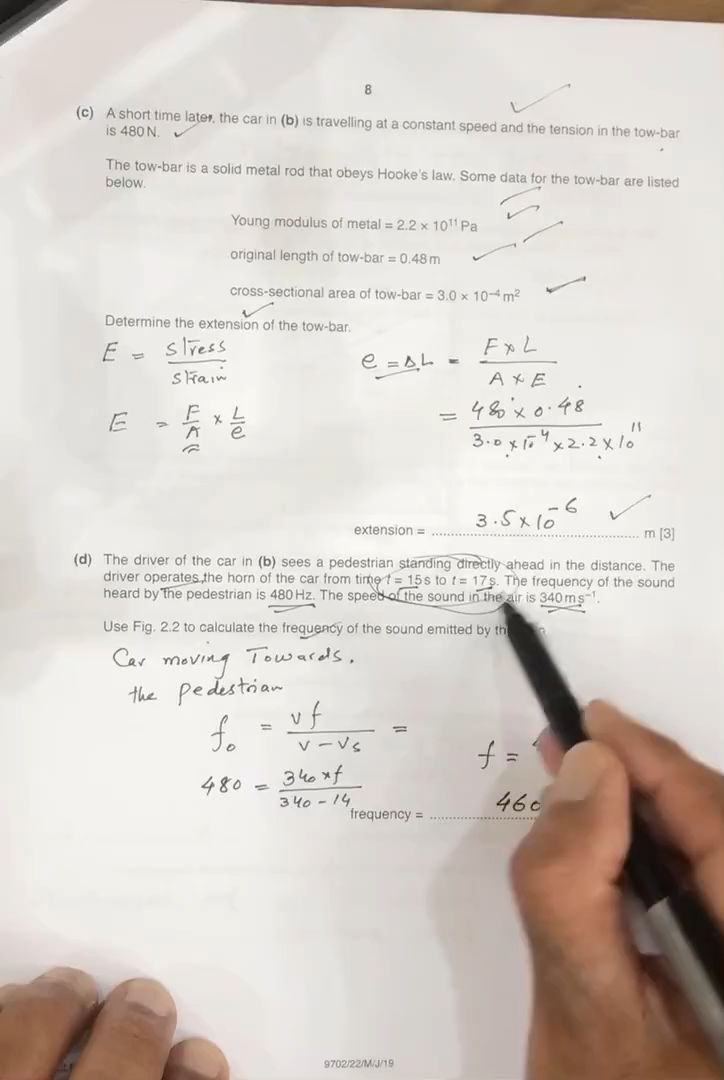 8
(c) A short time later, the car in (b) is travelling at a constant speed and the tension in the tow-bar
is 480 N.
The tow-bar is a solid metal rod that obeys Hooke's law. Some data for the tow-bar are listed
below.
Young modulus of metal = 2.2 × 10¹¹ Pa
original length of tow-bar = 0.48 m
cross-sectional area of tow-bar = 3.0 × 10⁻⁴ m²
Determine the extension of the tow-bar.
E = stress / strain
e = ΔL = F × L / A × E
E = F/A × L/e
= 480 × 0.48 / 3.0 × 10⁻⁴ × 2.2 × 10¹¹
3.5 × 10⁻⁶
extension = ........ m [3]
(d) The driver of the car in (b) sees a pedestrian standing directly ahead in the distance. The
driver operates the horn of the car from time t = 15 s to t = 17 s. The frequency of the sound
heard by the pedestrian is 480 Hz. The speed of the sound in the air is 340 m s⁻¹.
Use Fig. 2.2 to calculate the frequency of the sound emitted by
Car moving Towards.
the pedestrian
f₀ = vf / v − vs =
f =
480 = 340 × f / 340 − 14
460
frequency = ........
9702/22/M/J/19